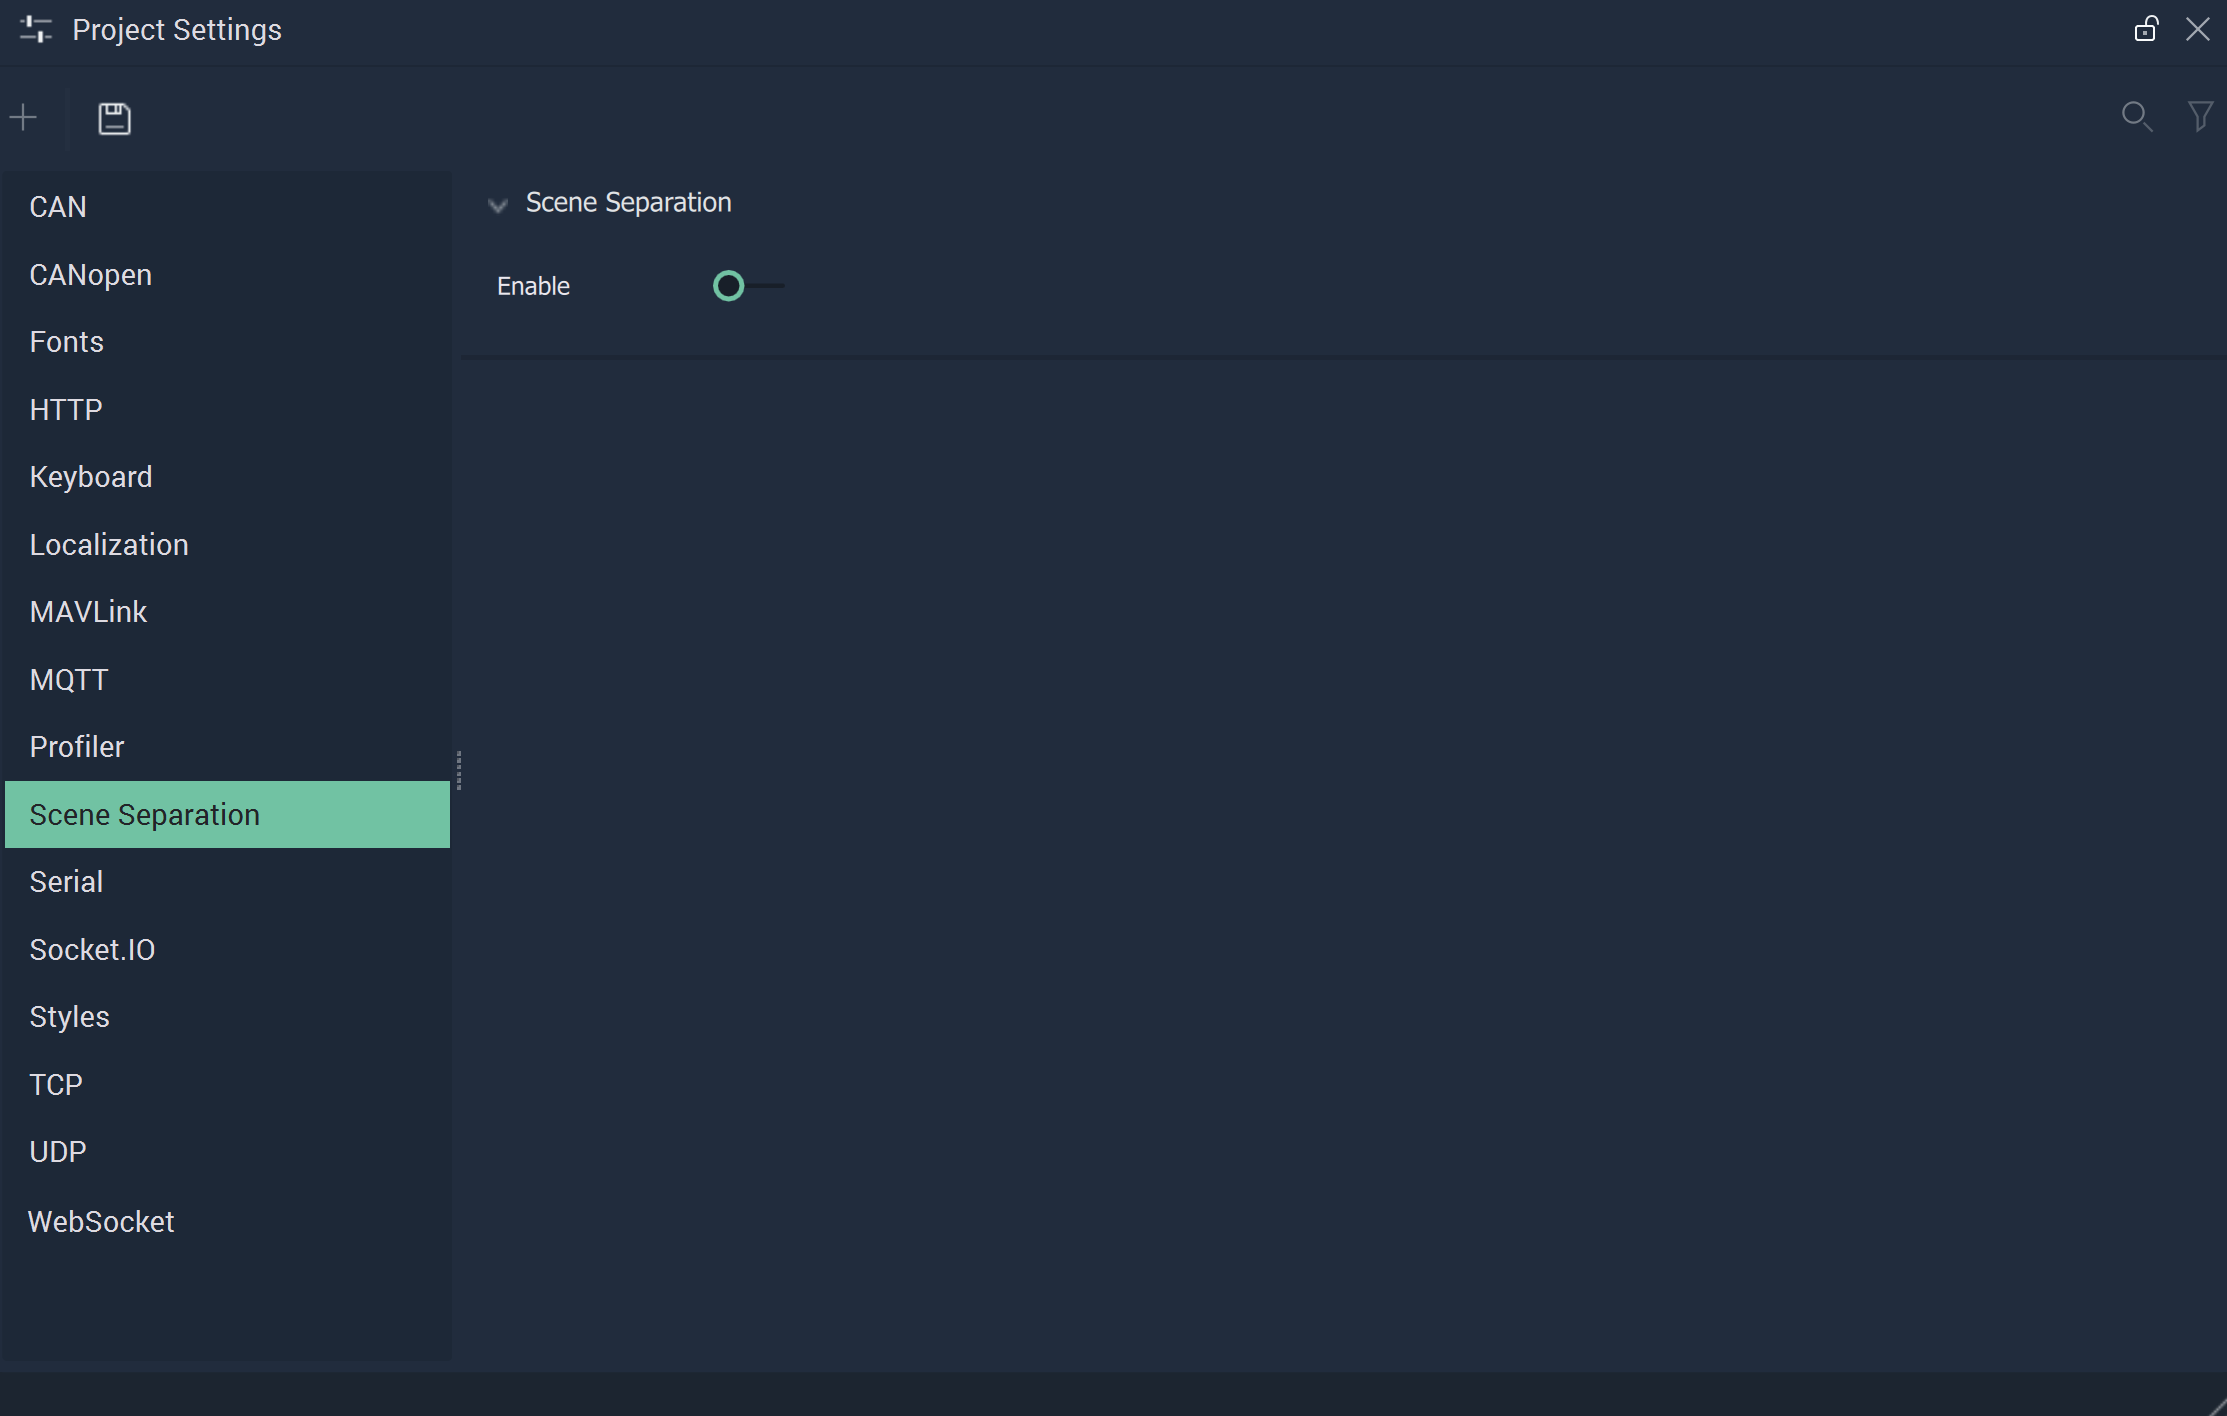 Project Settings
CAN
CANopen
Fonts
HTTP
Keyboard
Localization
MAVLink
MQTT
Profiler
Scene Separation
Serial
Socket.IO
Styles
TCP
UDP
WebSocket
Scene Separation
Enable